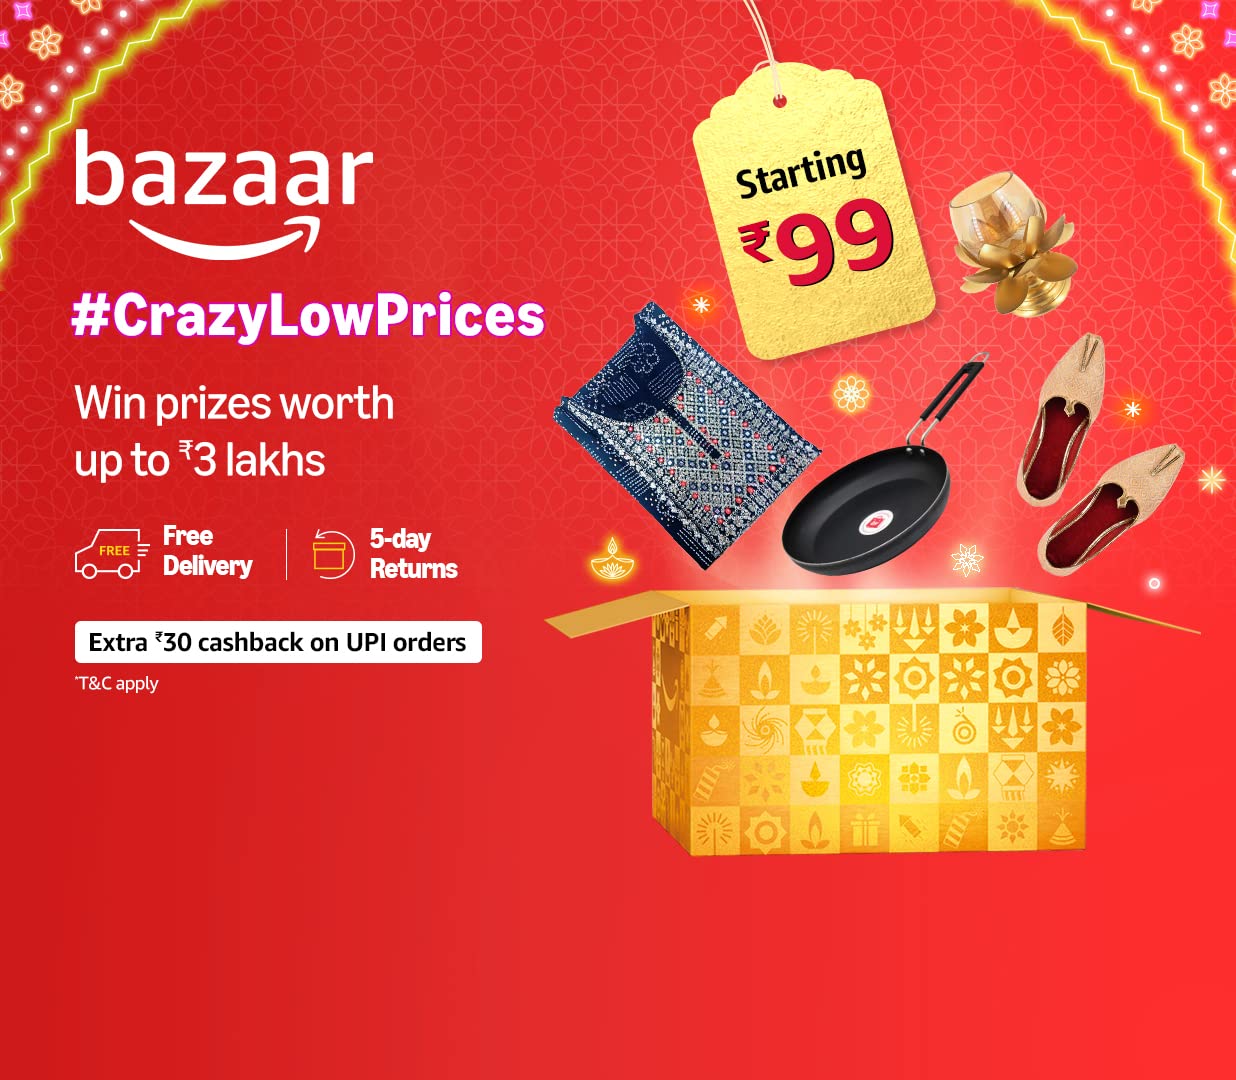 bazaar
#CrazyLowPrices
Win prizes worth
up to ₹3 lakhs
FREE
Free
Delivery
5-day
Returns
Extra ₹30 cashback on UPI orders
*T&C apply
Starting
₹99